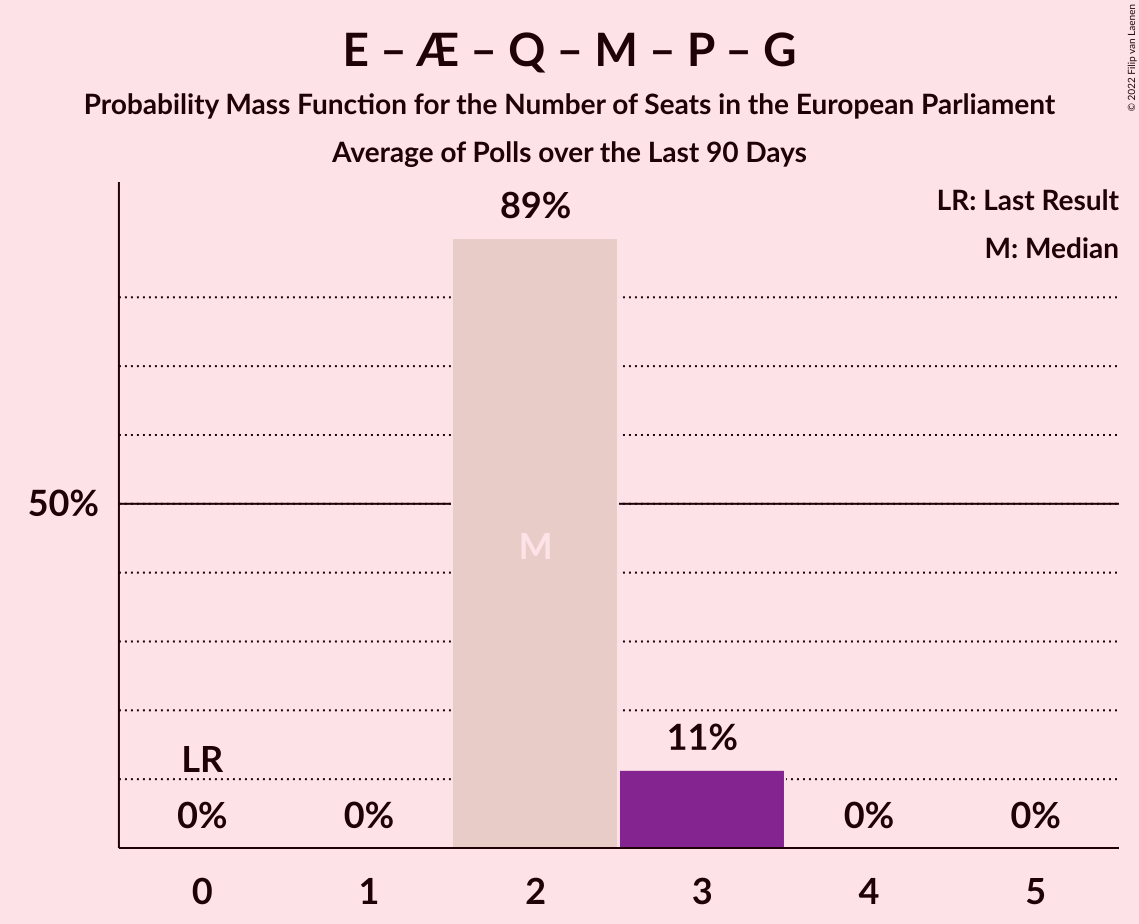 E – Æ – Q – M – P – G
Probability Mass Function for the Number of Seats in the European Parliament
Average of Polls over the Last 90 Days
© 2022 Filip van Laenen
LR: Last Result
M: Median
89%
50%
M
11%
LR
0%
0%
0%
0%
0
1
2
3
4
5